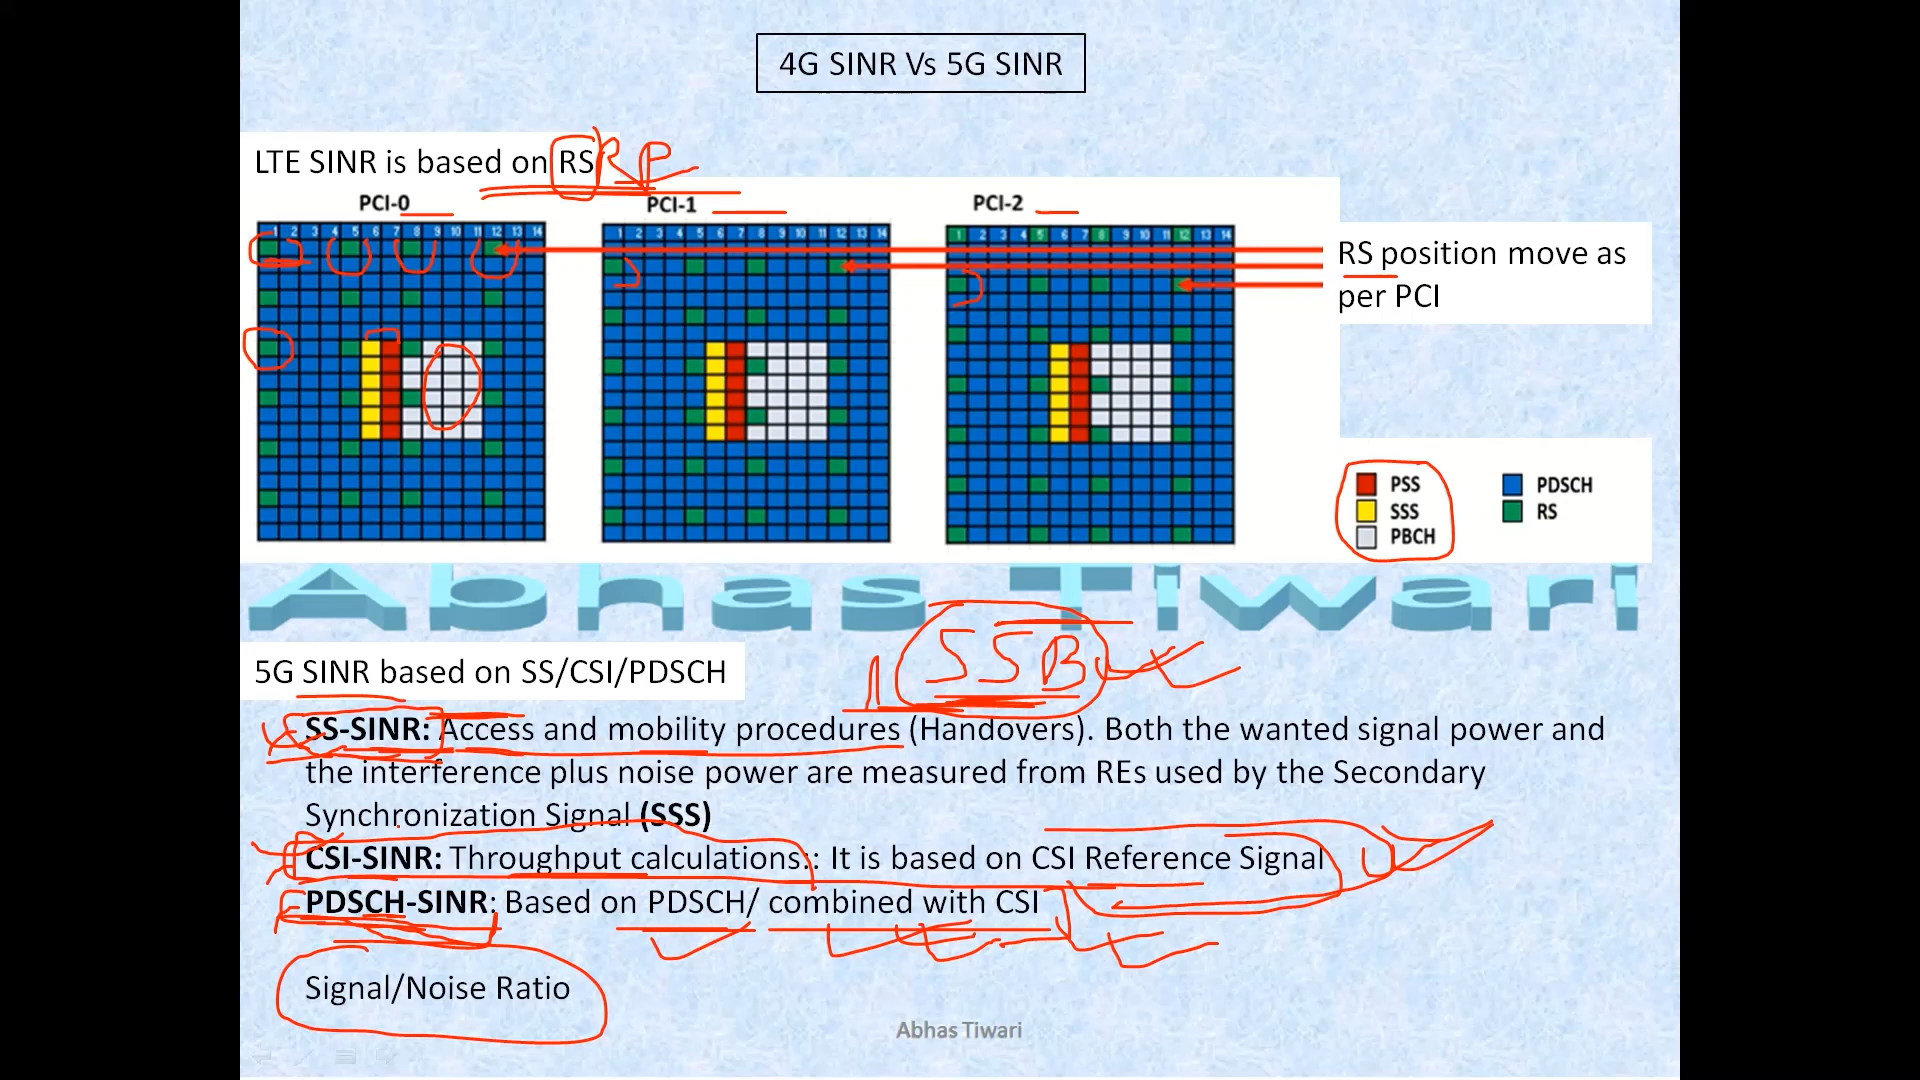 4G SINR Vs 5G SINR
LTE SINR is based on RSRP
PCI-0 PCI-1 PCI-2
1 2 3 4 5 6 7 8 9 10 11 12 13 14
1 2 3 4 5 6 7 8 9 10 11 12 13 14
1 2 3 4 5 6 7 8 9 10 11 12 13 14
RS position move as
per PCI
PSS PDSCH
SSS RS
PBCH
Abhas Tiwari
SSB
5G SINR based on SS/CSI/PDSCH
SS-SINR: Access and mobility procedures (Handovers). Both the wanted signal power and
the interference plus noise power are measured from REs used by the Secondary
Synchronization Signal (SSS)
CSI-SINR: Throughput calculations.: It is based on CSI Reference Signal
PDSCH-SINR: Based on PDSCH/ combined with CSI
Signal/Noise Ratio
Abhas Tiwari